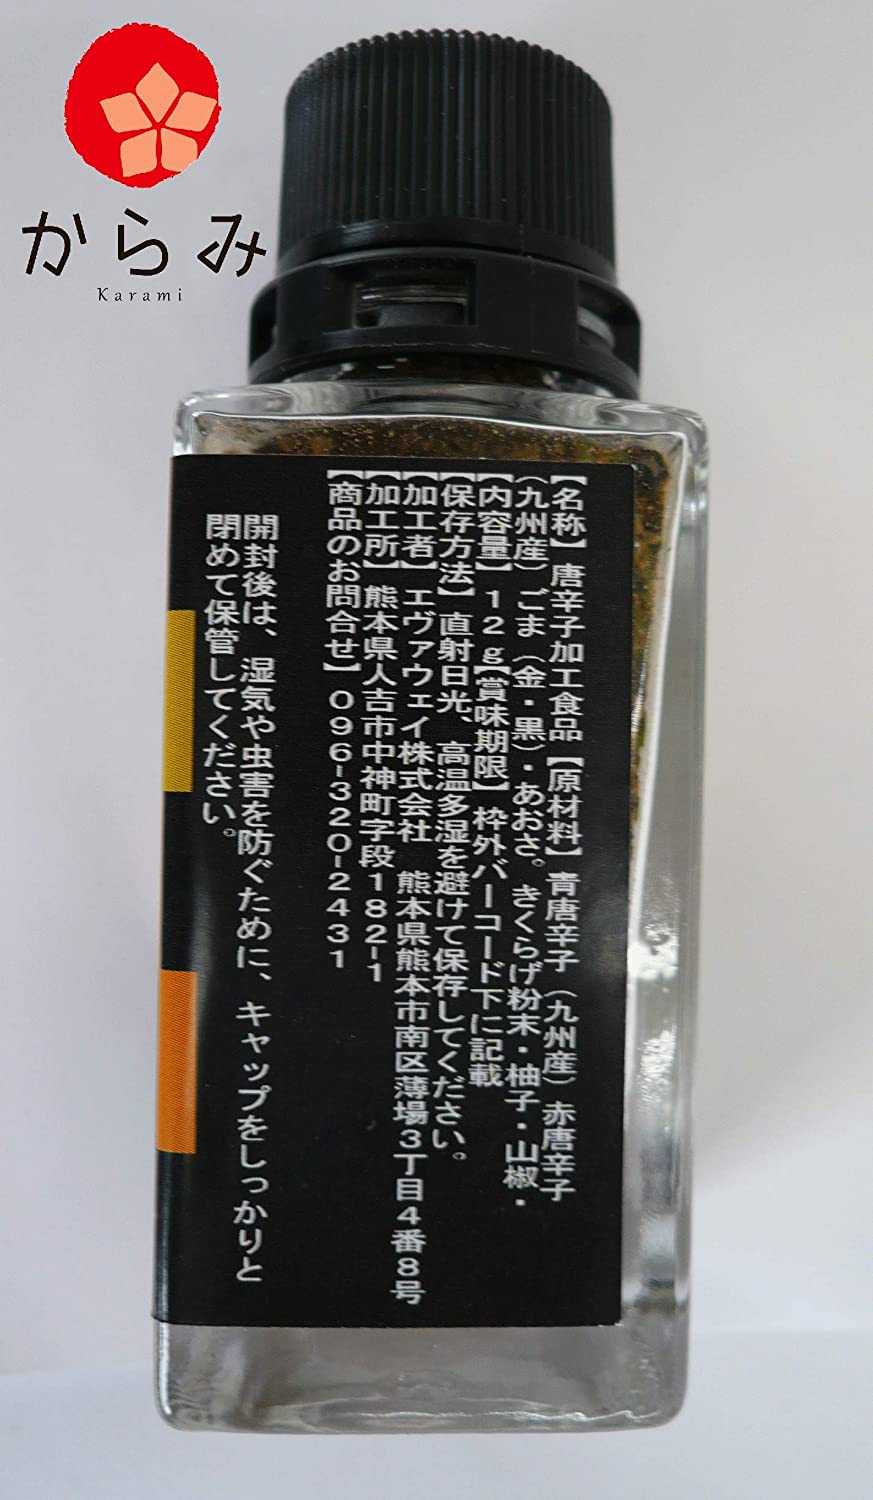 からみ
Karami
【名称】唐辛子加工食品【原材料】青唐辛子（九州産）赤唐辛子
（九州産）ごま（金・黒）・あおさ。きくらげ粉末・柚子・山椒・
【内容量】１２ｇ【賞味期限】枠外バーコード下に記載
【保存方法】直射日光、高温多湿を避けて保存してください。
【加工者】エヴァウェイ株式会社　熊本県熊本市南区薄場３丁目４番８号
【加工所】熊本県人吉市中神町字段１８２-１
【商品のお問合せ】０９６-３２０-２４３１
開封後は、湿気や虫害を防ぐために、キャップをしっかりと
閉めて保管してください。